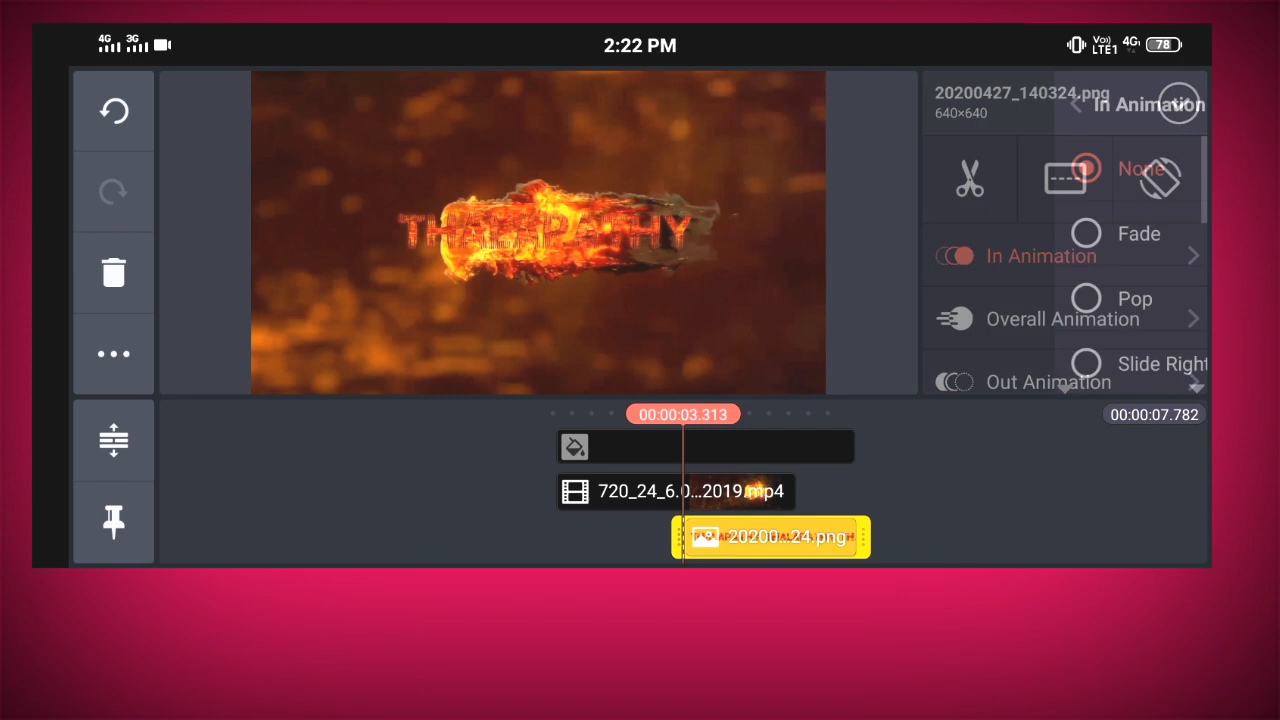 4G 3G
2:22 PM
Vo)) LTE1 4G 78
20200427_140324.png
640×640
In Animation
None
Fade
In Animation
Pop
Overall Animation
Slide Right
Out Animation
THALAPATHY
00:00:03.313
00:00:07.782
720_24_6.0...2019.mp4
20200...24.png